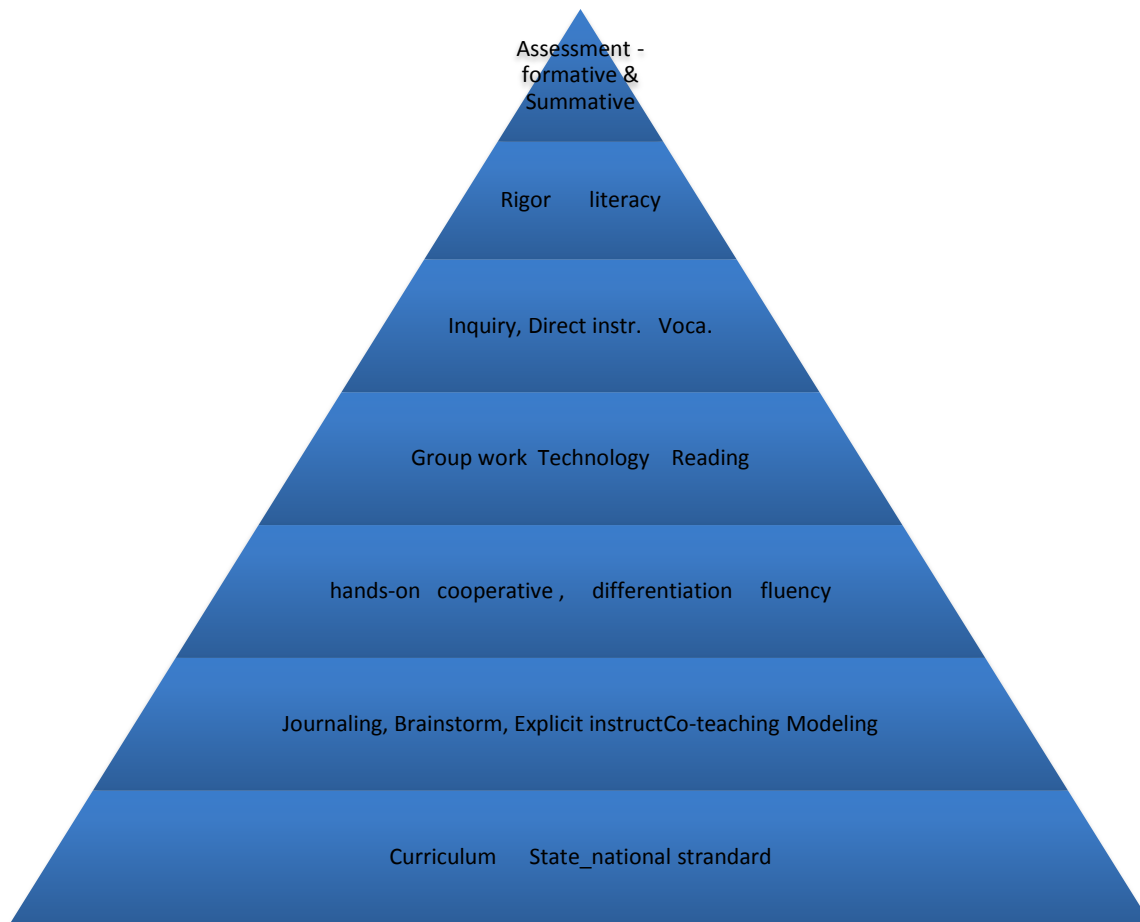 Assessment -
formative &
Summative
Rigor literacy
Inquiry, Direct instr. Voca.
Group work Technology Reading
hands-on cooperative , differentiation fluency
Journaling, Brainstorm, Explicit instructCo-teaching Modeling
Curriculum State_national strandard